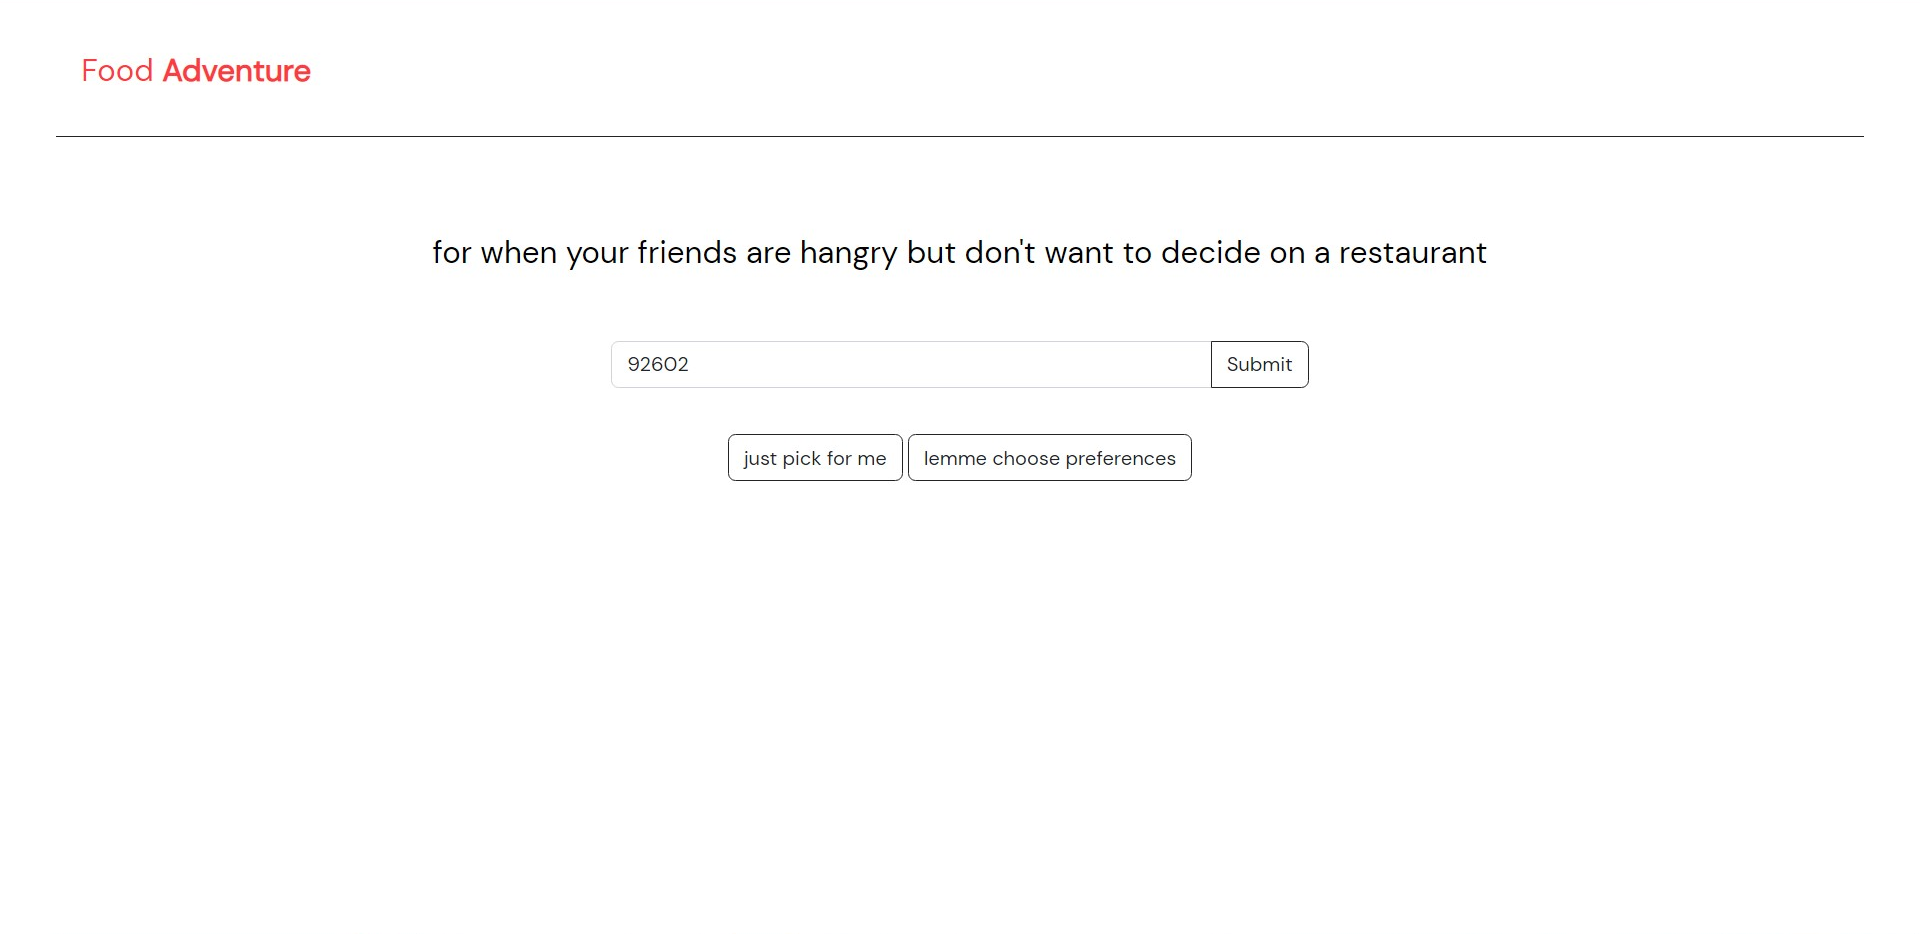 Food Adventure
for when your friends are hangry but don't want to decide on a restaurant
92602 Submit
just pick for me lemme choose preferences